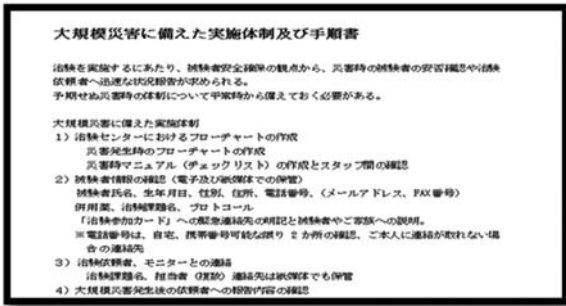 大規模災害に備えた実施体制及び手順書
治験を実施するにあたり、被験者安全確保の観点から、災害時の被験者の安否確認や治験
依頼者へ迅速な状況報告が求められる。
予期せぬ災害時の体制について平常時から備えておく必要がある。
大規模災害に備えた実施体制
1）治験センターにおけるフローチャートの作成
災害発生時のフローチャートの作成
災害時マニュアル（チェックリスト）の作成とスタッフ間の確認
2）被験者情報の確認（電子及び紙媒体での保管）
被験者氏名、生年月日、性別、住所、電話番号、（メールアドレス、FAX番号）
併用薬、治験課題名、プロトコール
「治験参加カード」への緊急連絡先の明記と被験者やご家族への説明。
※電話番号は、自宅、携帯番号可能な限り 2 か所の確認、ご本人に連絡が取れない場
合の連絡先
3）治験依頼者、モニターとの連絡
治験課題名、担当者（複数）連絡先は紙媒体でも保管
4）大規模災害発生後の依頼者への報告内容の確認